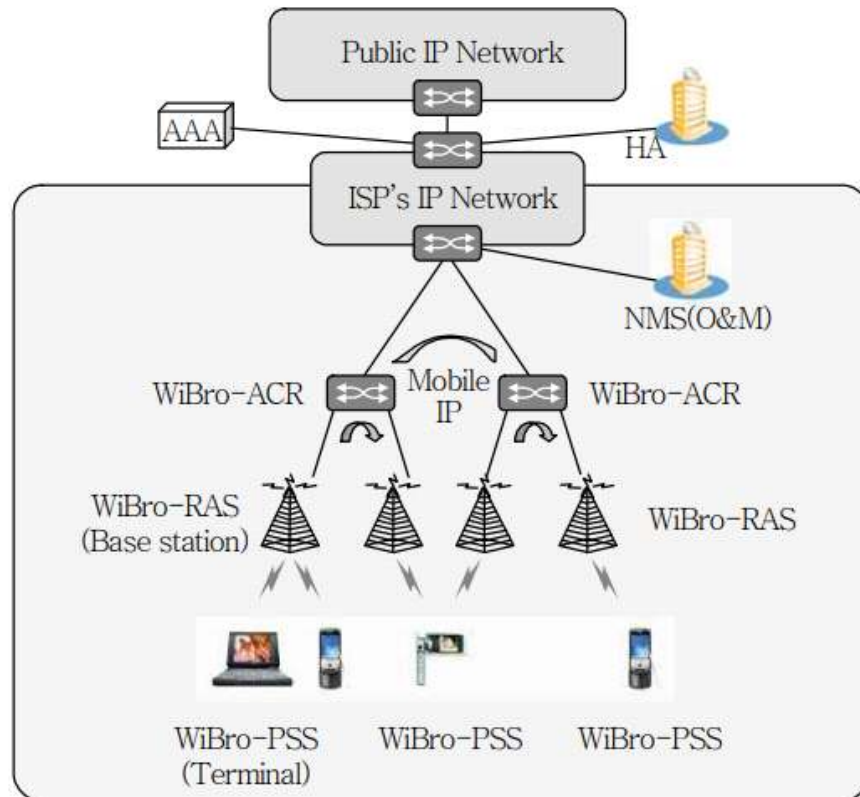 Public IP Network
AAA
HA
ISP's IP Network
NMS(O&M)
WiBro-ACR
Mobile
IP
WiBro-ACR
WiBro-RAS
(Base station)
WiBro-RAS
WiBro-PSS
(Terminal)
WiBro-PSS
WiBro-PSS